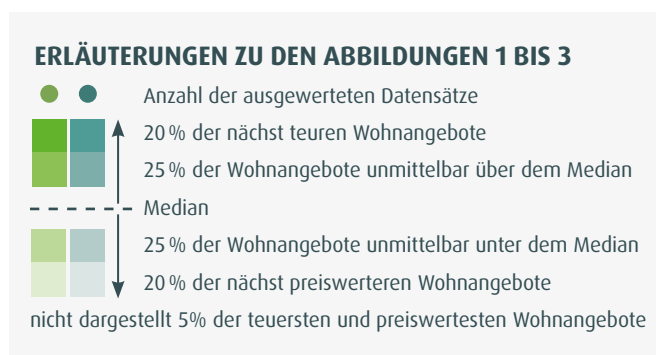 ERLÄUTERUNGEN ZU DEN ABBILDUNGEN 1 BIS 3
Anzahl der ausgewerteten Datensätze
20 % der nächst teuren Wohnangebote
25 % der Wohnangebote unmittelbar über dem Median
Median
25 % der Wohnangebote unmittelbar unter dem Median
20 % der nächst preiswerteren Wohnangebote
nicht dargestellt 5% der teuersten und preiswertesten Wohnangebote